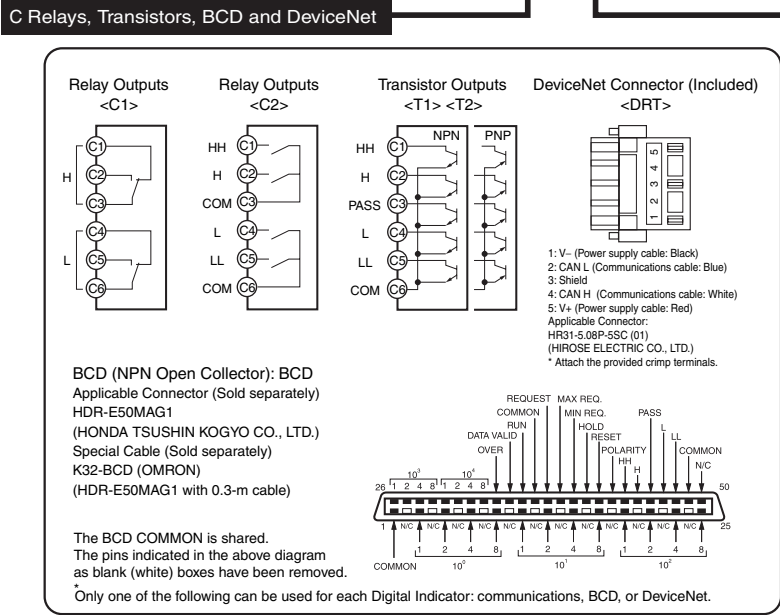 C Relays, Transistors, BCD and DeviceNet
Relay Outputs
<C1>
C1
C2
C3
C4
C5
C6
H
L
Relay Outputs
<C2>
HH C1
H C2
COM C3
L C4
LL C5
COM C6
Transistor Outputs
<T1> <T2>
NPN PNP
HH C1
H C2
PASS C3
L C4
LL C5
COM C6
DeviceNet Connector (Included)
<DRT>
1 2 3 4 5
1: V− (Power supply cable: Black)
2: CAN L (Communications cable: Blue)
3: Shield
4: CAN H (Communications cable: White)
5: V+ (Power supply cable: Red)
Applicable Connector:
HR31-5.08P-5SC (01)
(HIROSE ELECTRIC CO., LTD.)
* Attach the provided crimp terminals.
BCD (NPN Open Collector): BCD
Applicable Connector (Sold separately)
HDR-E50MAG1
(HONDA TSUSHIN KOGYO CO., LTD.)
Special Cable (Sold separately)
K32-BCD (OMRON)
(HDR-E50MAG1 with 0.3-m cable)
The BCD COMMON is shared.
The pins indicated in the above diagram
as blank (white) boxes have been removed.
REQUEST MAX REQ.
COMMON MIN REQ. PASS
RUN HOLD L
DATA VALID RESET LL
OVER POLARITY COMMON
HH N/C
H
10³ 10⁴
26 1 2 4 8 1 2 4 8 50
1 N/C N/C N/C N/C N/C N/C N/C N/C N/C N/C N/C N/C 25
1 2 4 8 1 2 4 8 1 2 4 8
COMMON 10⁰ 10¹ 10²
*
Only one of the following can be used for each Digital Indicator: communications, BCD, or DeviceNet.